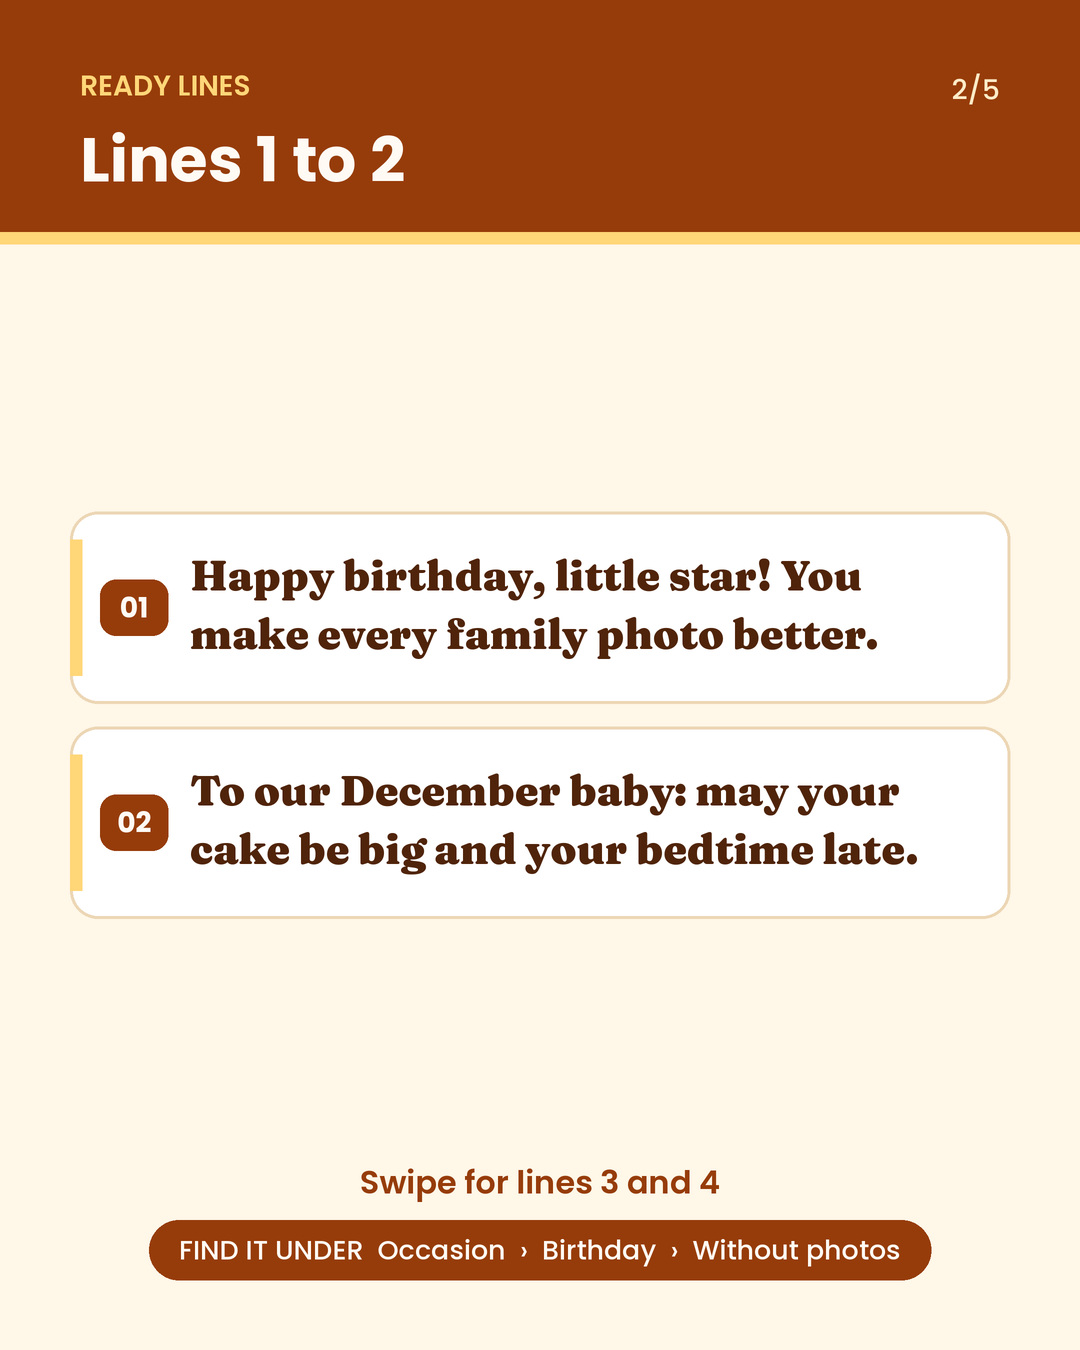 READY LINES
2/5
Lines 1 to 2
01
Happy birthday, little star! You
make every family photo better.
02
To our December baby: may your
cake be big and your bedtime late.
Swipe for lines 3 and 4
FIND IT UNDER Occasion › Birthday › Without photos